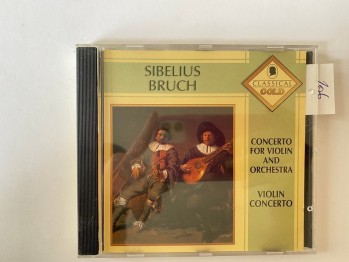 SIBELIUS
BRUCH
CLASSICAL
GOLD
CONCERTO
FOR VIOLIN
AND
ORCHESTRA
VIOLIN
CONCERTO